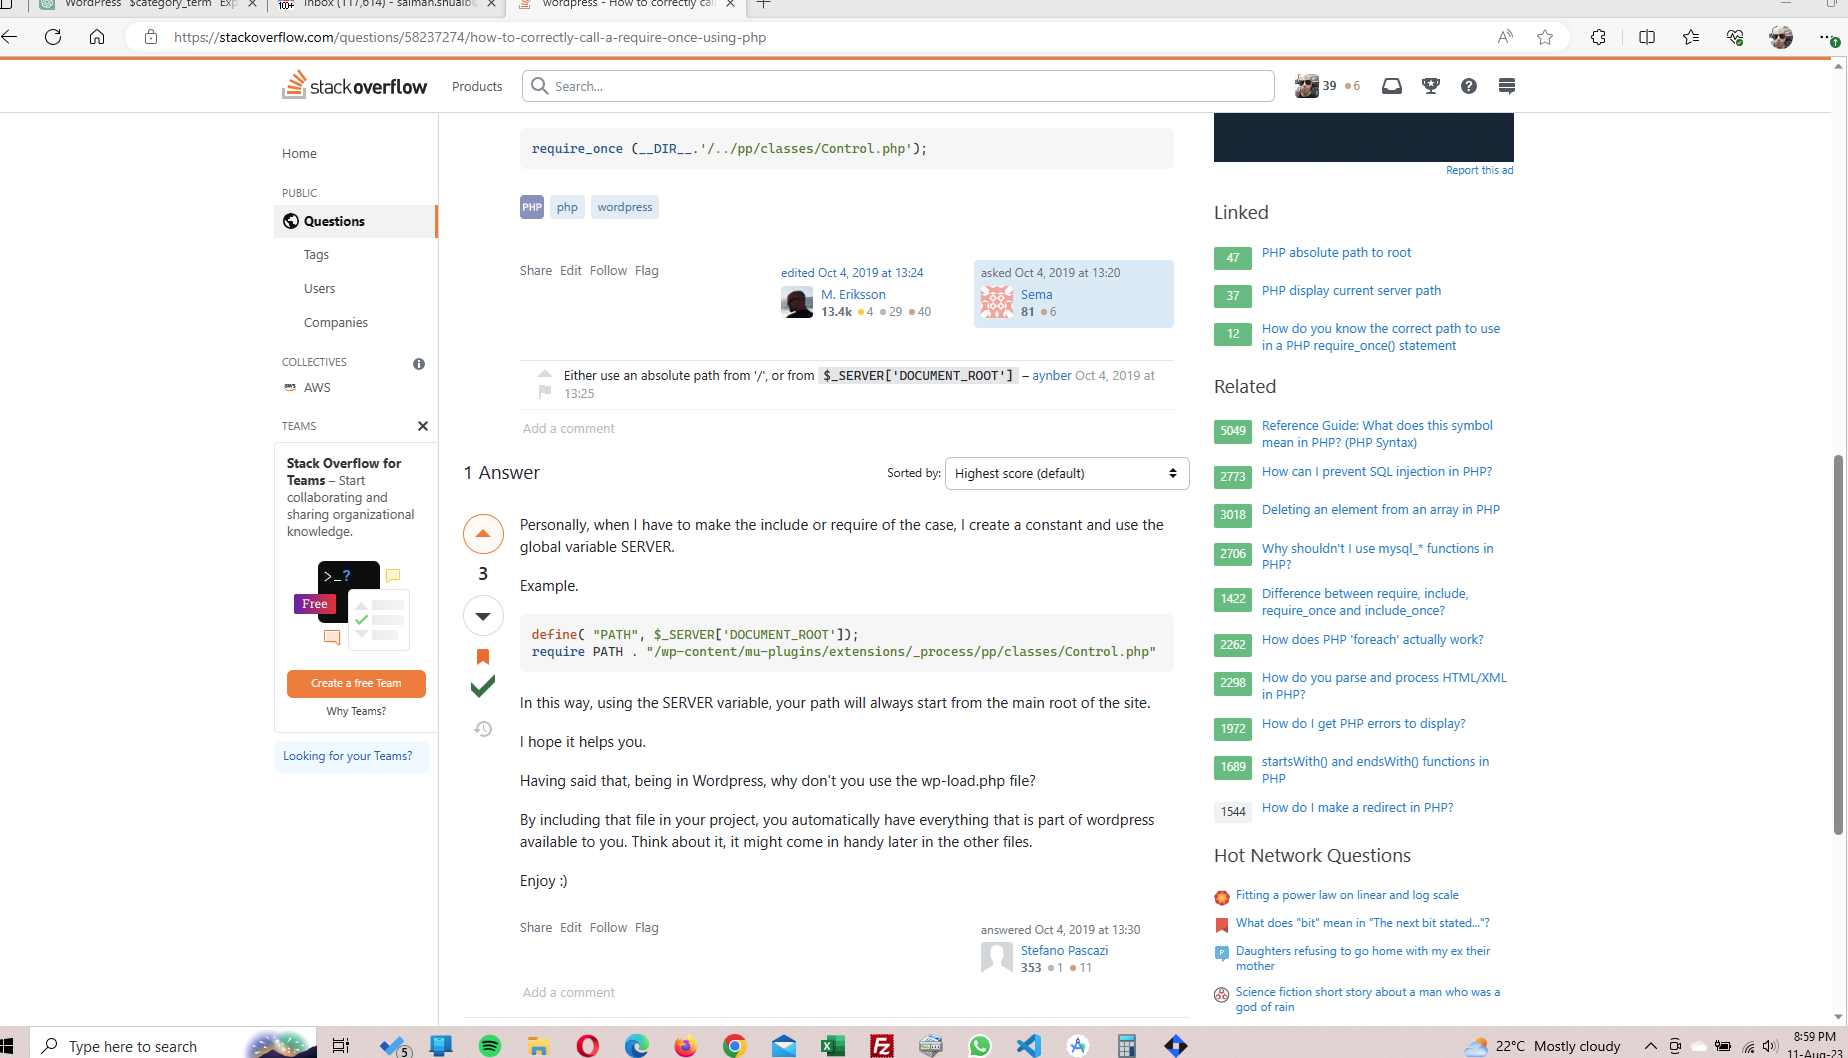 WordPress $category_term Exp
Inbox (117,614) - salman.shuaib
wordpress - How to correctly cal
https://stackoverflow.com/questions/58237274/how-to-correctly-call-a-require-once-using-php
stackoverflow
Products
Search...
39 6
Home
PUBLIC
Questions
Tags
Users
Companies
COLLECTIVES
AWS
TEAMS
Stack Overflow for
Teams – Start
collaborating and
sharing organizational
knowledge.
>_?
Free
Create a free Team
Why Teams?
Looking for your Teams?
require_once (__DIR__.'/../pp/classes/Control.php');
PHP php wordpress
Share Edit Follow Flag
edited Oct 4, 2019 at 13:24
M. Eriksson
13.4k 4 29 40
asked Oct 4, 2019 at 13:20
Sema
81 6
Either use an absolute path from '/', or from $_SERVER['DOCUMENT_ROOT'] – aynber Oct 4, 2019 at
13:25
Add a comment
1 Answer
Sorted by: Highest score (default)
3
Personally, when I have to make the include or require of the case, I create a constant and use the
global variable SERVER.
Example.
define( "PATH", $_SERVER['DOCUMENT_ROOT']);
require PATH . "/wp-content/mu-plugins/extensions/_process/pp/classes/Control.php"
In this way, using the SERVER variable, your path will always start from the main root of the site.
I hope it helps you.
Having said that, being in Wordpress, why don't you use the wp-load.php file?
By including that file in your project, you automatically have everything that is part of wordpress
available to you. Think about it, it might come in handy later in the other files.
Enjoy :)
Share Edit Follow Flag
answered Oct 4, 2019 at 13:30
Stefano Pascazi
353 1 11
Add a comment
Report this ad
Linked
47 PHP absolute path to root
37 PHP display current server path
12 How do you know the correct path to use
in a PHP require_once() statement
Related
5049 Reference Guide: What does this symbol
mean in PHP? (PHP Syntax)
2773 How can I prevent SQL injection in PHP?
3018 Deleting an element from an array in PHP
2706 Why shouldn't I use mysql_* functions in
PHP?
1422 Difference between require, include,
require_once and include_once?
2262 How does PHP 'foreach' actually work?
2298 How do you parse and process HTML/XML
in PHP?
1972 How do I get PHP errors to display?
1689 startsWith() and endsWith() functions in
PHP
1544 How do I make a redirect in PHP?
Hot Network Questions
Fitting a power law on linear and log scale
What does "bit" mean in "The next bit stated..."?
Daughters refusing to go home with my ex their
mother
Science fiction short story about a man who was a
god of rain
Type here to search
5
22°C Mostly cloudy
8:59 PM
11-Aug-23